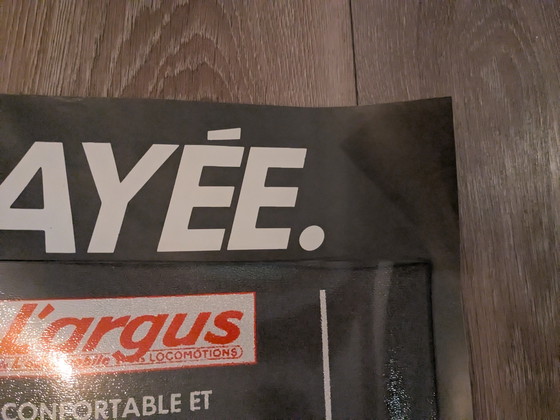 AYÉE.
L'argus
LOCOMOTIONS
CONFORTABLE ET